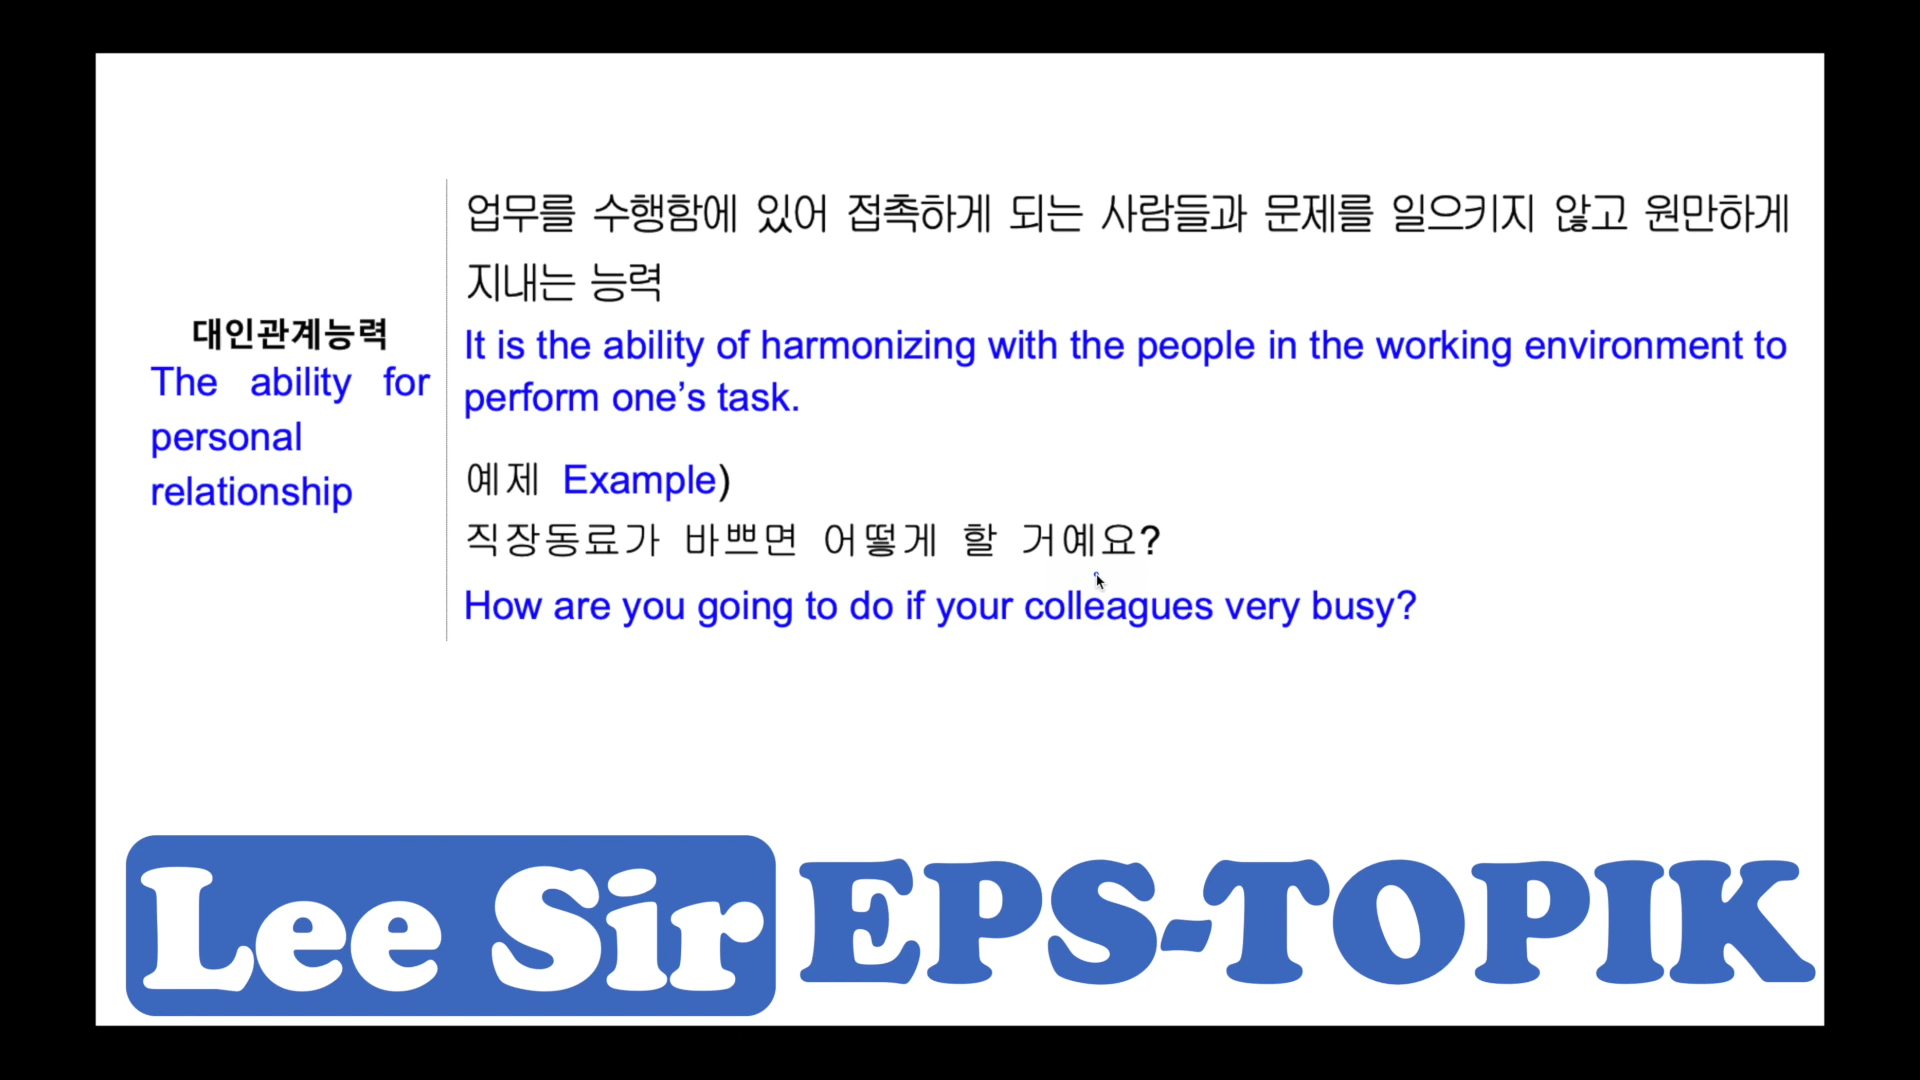 대인관계능력
The ability for
personal
relationship
업무를 수행함에 있어 접촉하게 되는 사람들과 문제를 일으키지 않고 원만하게
지내는 능력
It is the ability of harmonizing with the people in the working environment to
perform one’s task.
예제 Example)
직장동료가 바쁘면 어떻게 할 거예요?
How are you going to do if your colleagues very busy?
Lee Sir EPS-TOPIK